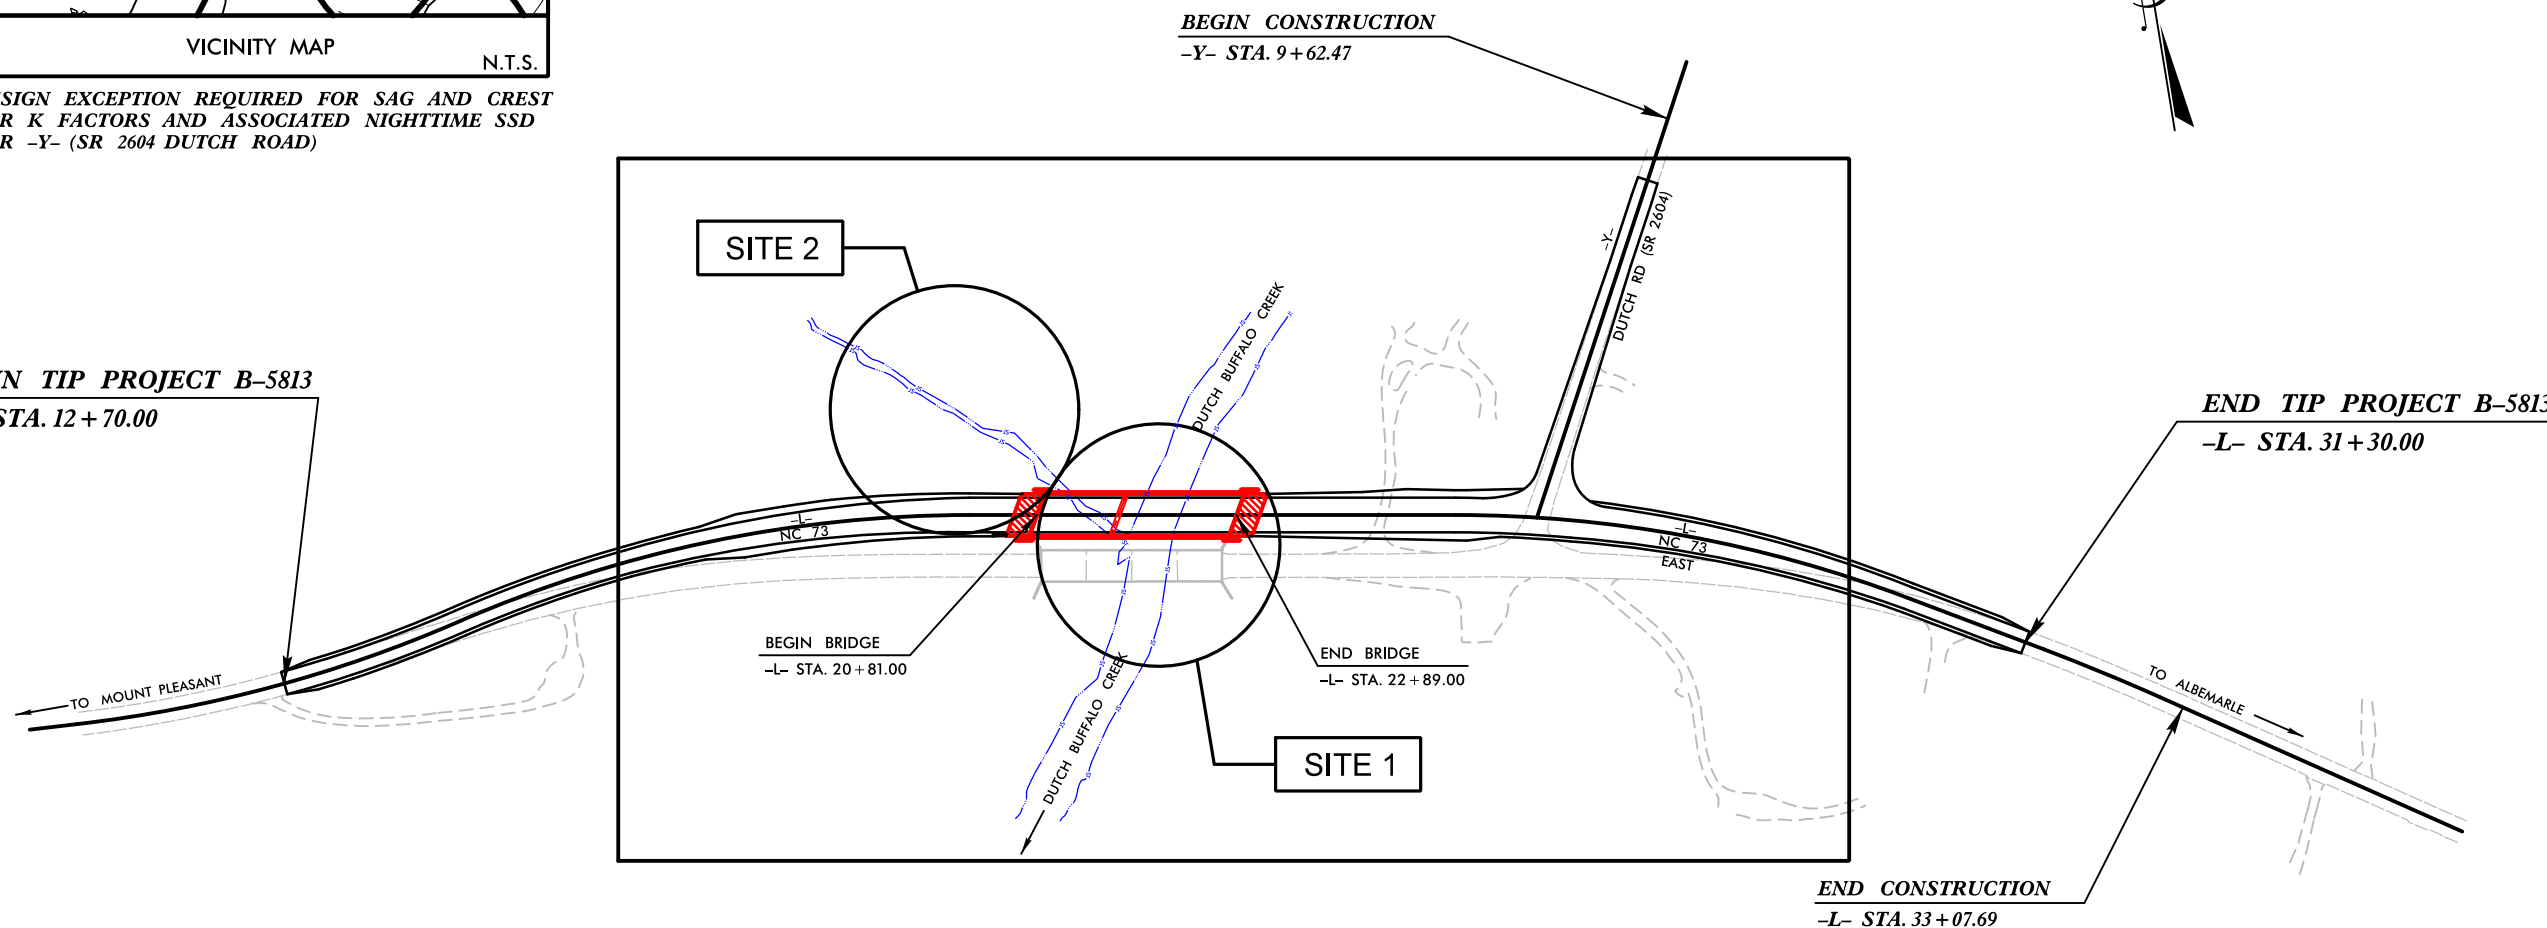 VICINITY MAP
N.T.S.
SIGN EXCEPTION REQUIRED FOR SAG AND CREST
R K FACTORS AND ASSOCIATED NIGHTTIME SSD
R –Y– (SR 2604 DUTCH ROAD)
BEGIN CONSTRUCTION
–Y– STA. 9+62.47
SITE 2
–Y–
DUTCH RD (SR 2604)
DUTCH BUFFALO CREEK
N TIP PROJECT B–5813
STA. 12+70.00
END TIP PROJECT B–5813
–L– STA. 31+30.00
–L–
NC 73
–L–
NC 73
EAST
BEGIN BRIDGE
–L– STA. 20+81.00
END BRIDGE
–L– STA. 22+89.00
TO MOUNT PLEASANT
TO ALBEMARLE
DUTCH BUFFALO CREEK
SITE 1
END CONSTRUCTION
–L– STA. 33+07.69